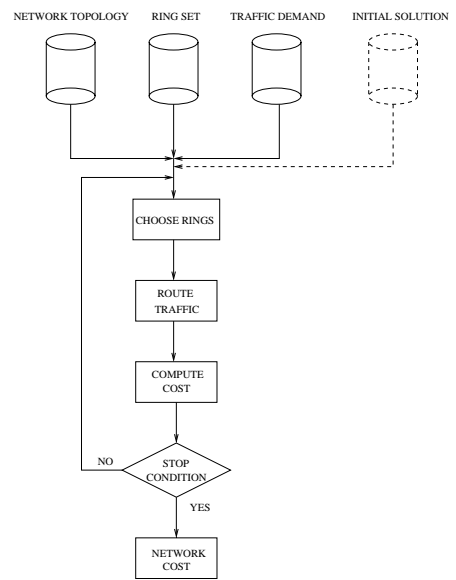 NETWORK TOPOLOGY RING SET TRAFFIC DEMAND INITIAL SOLUTION
CHOOSE RINGS
ROUTE
TRAFFIC
COMPUTE
COST
NO
STOP
CONDITION
YES
NETWORK
COST